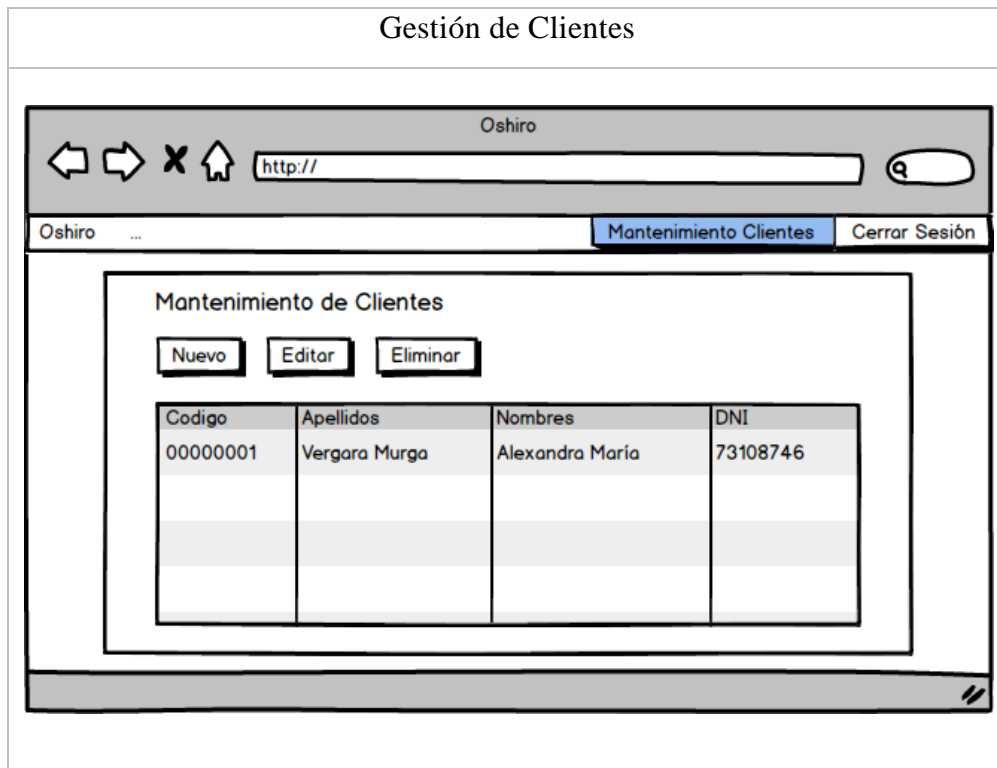 Gestión de Clientes
Oshiro
http://
Oshiro ... Mantenimiento Clientes Cerrar Sesión
Mantenimiento de Clientes
Nuevo Editar Eliminar
Codigo Apellidos Nombres DNI
00000001 Vergara Murga Alexandra María 73108746